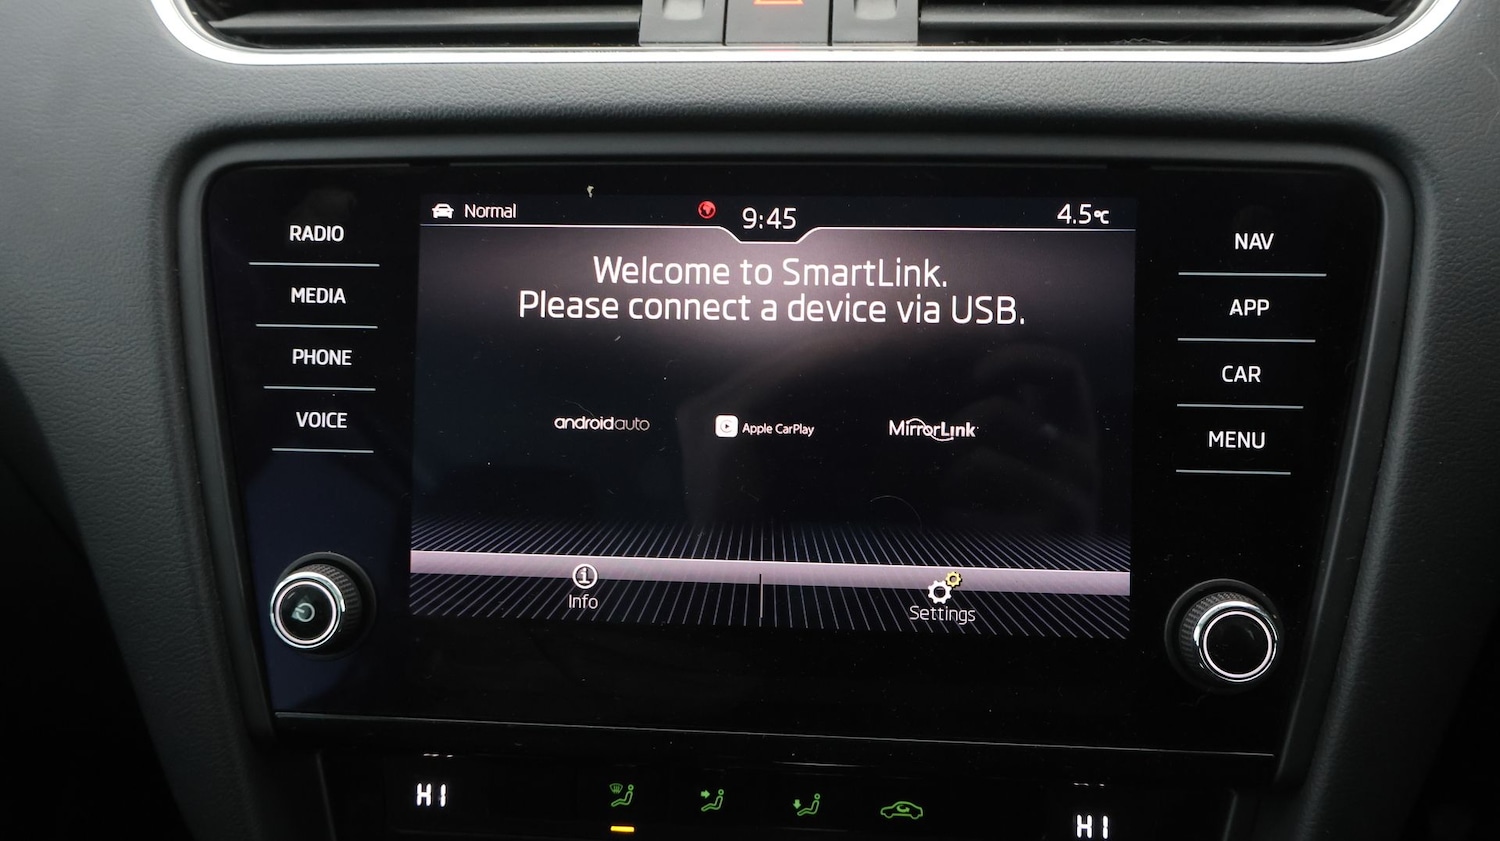 Normal
9:45
4.5°C
RADIO
MEDIA
PHONE
VOICE
Welcome to SmartLink.
Please connect a device via USB.
androidauto
Apple CarPlay
MirrorLink
Info
Settings
NAV
APP
CAR
MENU
HI
HI